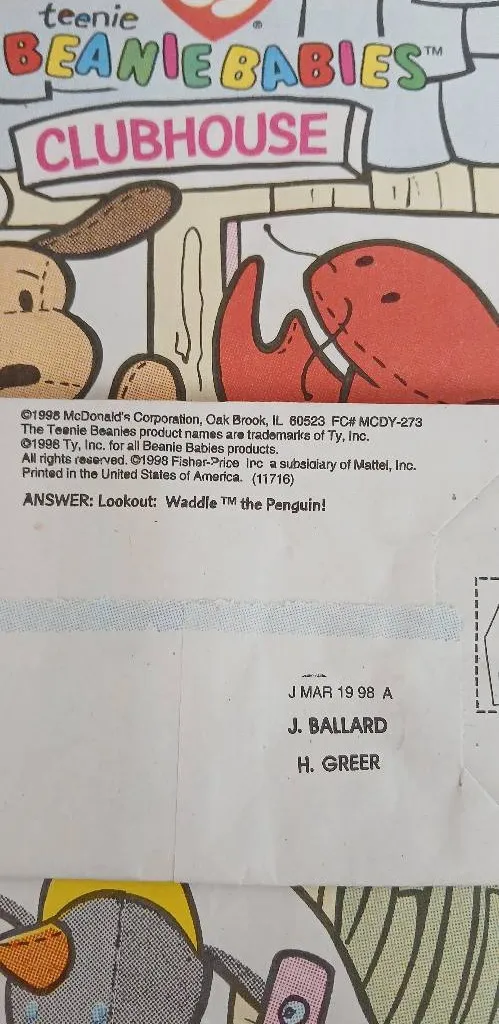 teenie
BEANIE BABIES™
CLUBHOUSE
©1998 McDonald's Corporation, Oak Brook, IL 60523 FC# MCDY-273
The Teenie Beanies product names are trademarks of Ty, Inc.
©1998 Ty, Inc. for all Beanie Babies products.
All rights reserved. ©1998 Fisher-Price Inc a subsidiary of Mattel, Inc.
Printed in the United States of America. (11716)
ANSWER: Lookout: Waddle ™ the Penguin!
J MAR 19 98 A
J. BALLARD
H. GREER